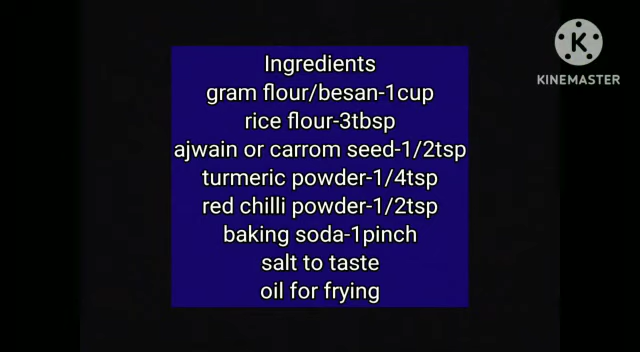 Ingredients
gram flour/besan-1cup
rice flour-3tbsp
ajwain or carrom seed-1/2tsp
turmeric powder-1/4tsp
red chilli powder-1/2tsp
baking soda-1pinch
salt to taste
oil for frying
K
KINEMASTER